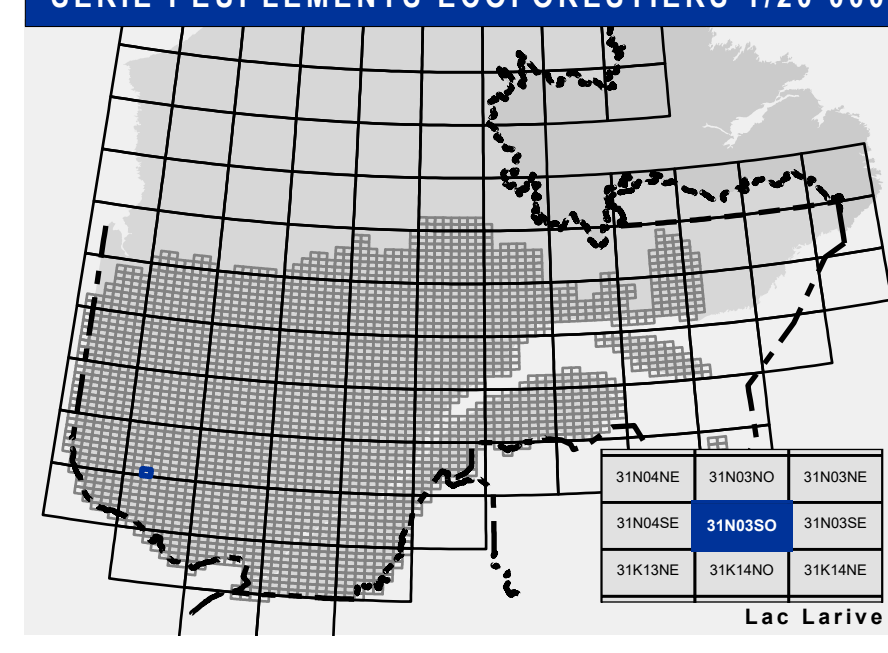 SÉRIE PEUPLEMENTS ÉCOFORESTIERS 1/20 000
31N04NE 31N03NO 31N03NE
31N04SE 31N03SO 31N03SE
31K13NE 31K14NO 31K14NE
Lac Larive